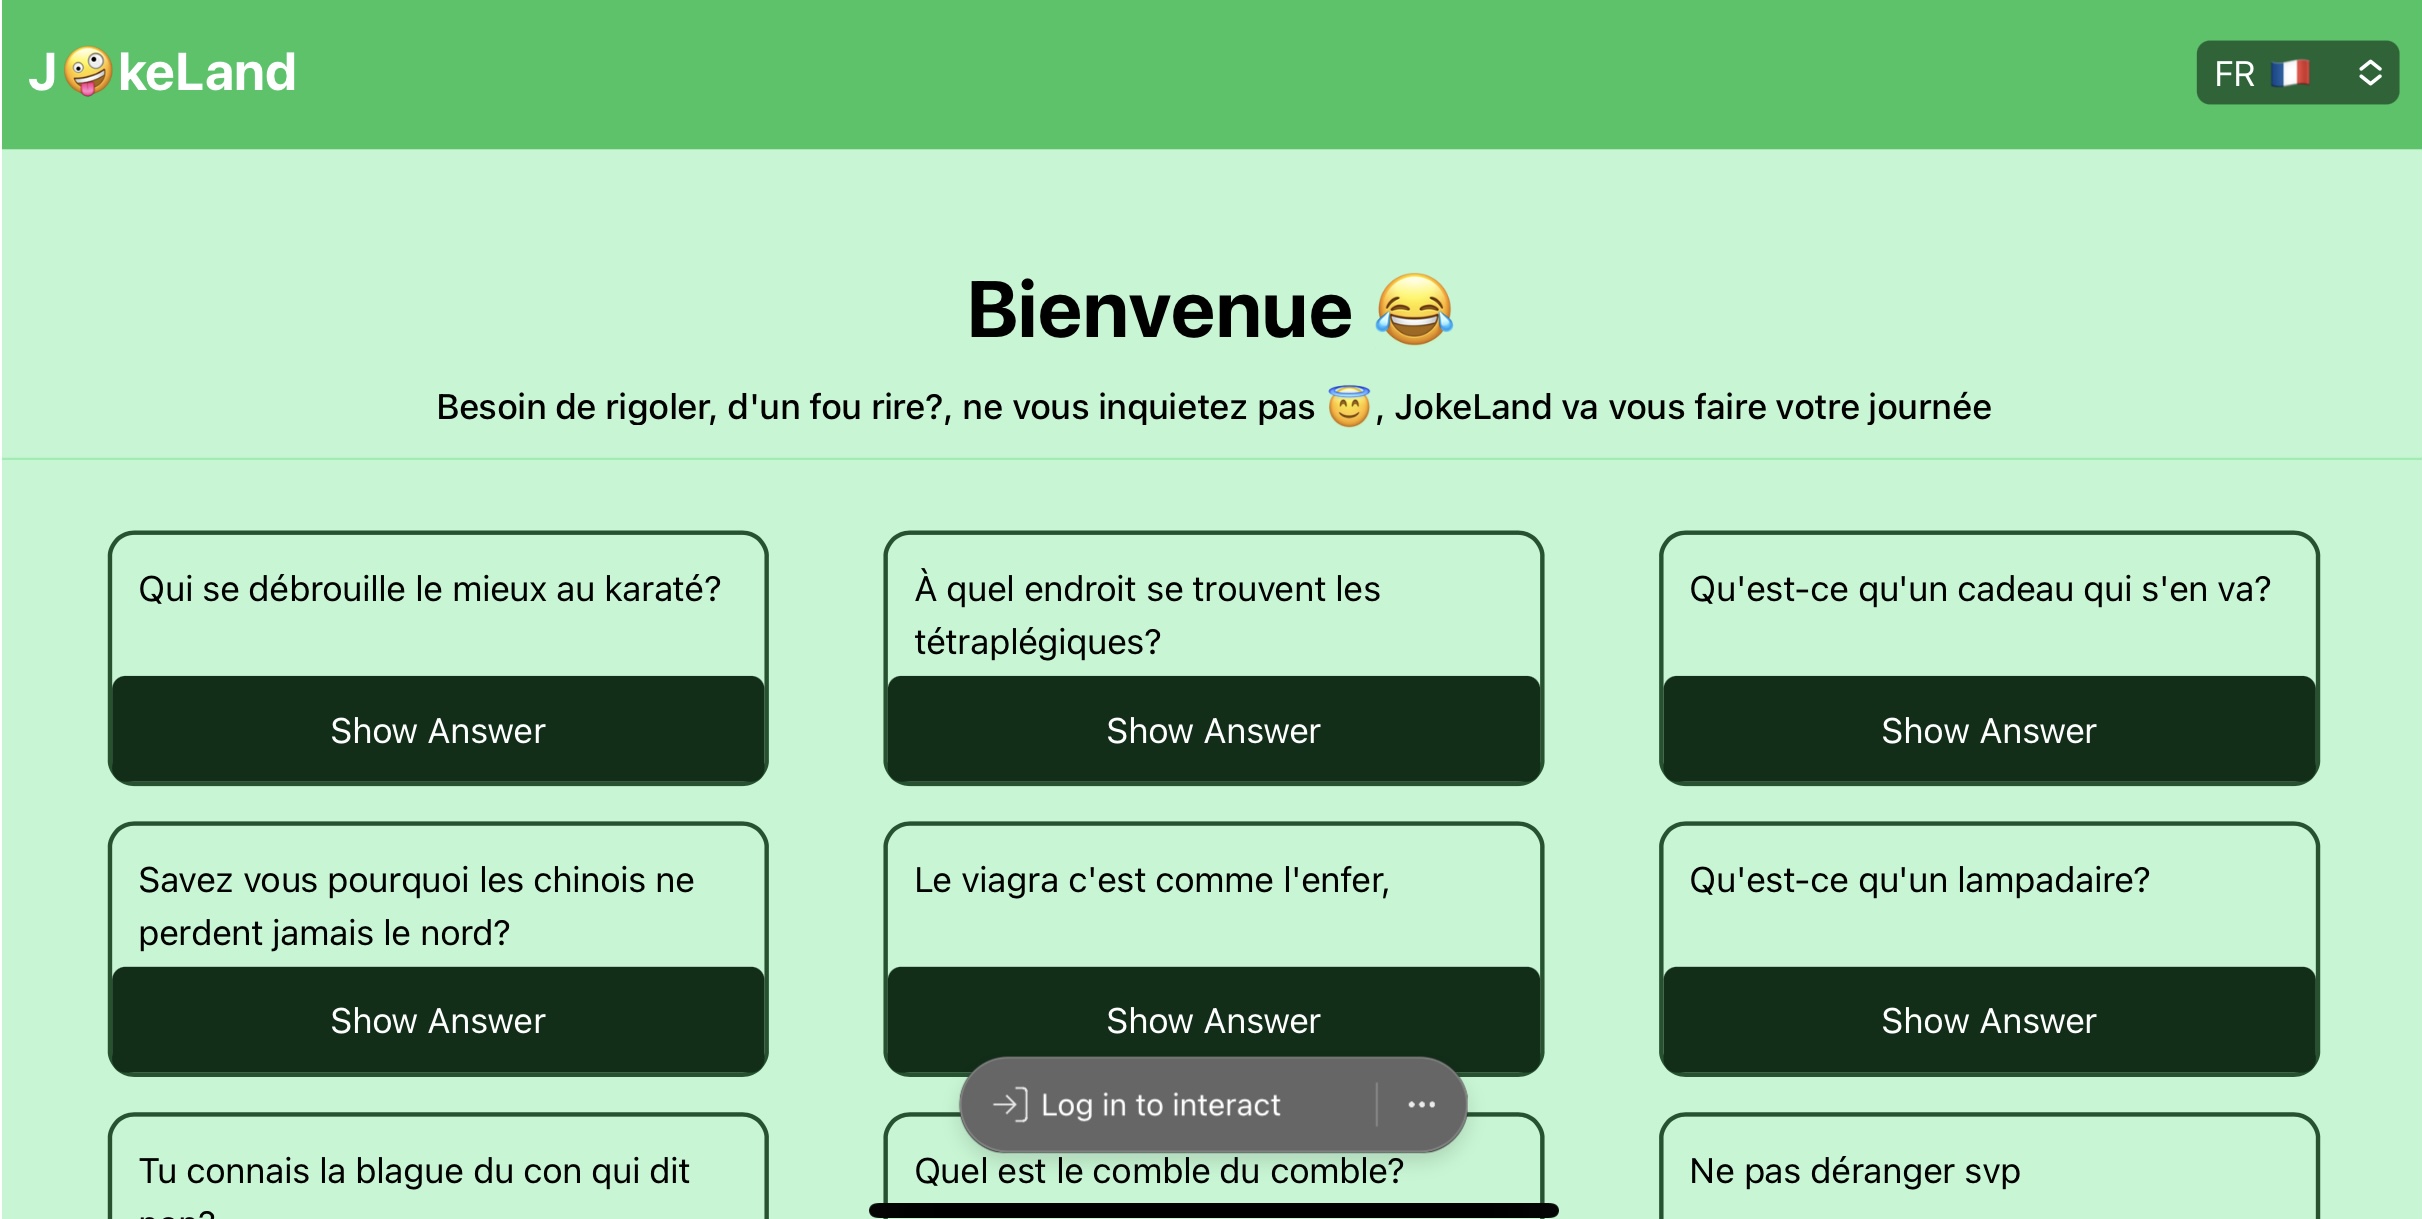 J🤪keLand
FR 🇫🇷
Bienvenue 😂
Besoin de rigoler, d'un fou rire?, ne vous inquietez pas 😇, JokeLand va vous faire votre journée
Qui se débrouille le mieux au karaté?
Show Answer
À quel endroit se trouvent les
tétraplégiques?
Show Answer
Qu'est-ce qu'un cadeau qui s'en va?
Show Answer
Savez vous pourquoi les chinois ne
perdent jamais le nord?
Show Answer
Le viagra c'est comme l'enfer,
Show Answer
Qu'est-ce qu'un lampadaire?
Show Answer
Log in to interact
Tu connais la blague du con qui dit
Quel est le comble du comble?
Ne pas déranger svp